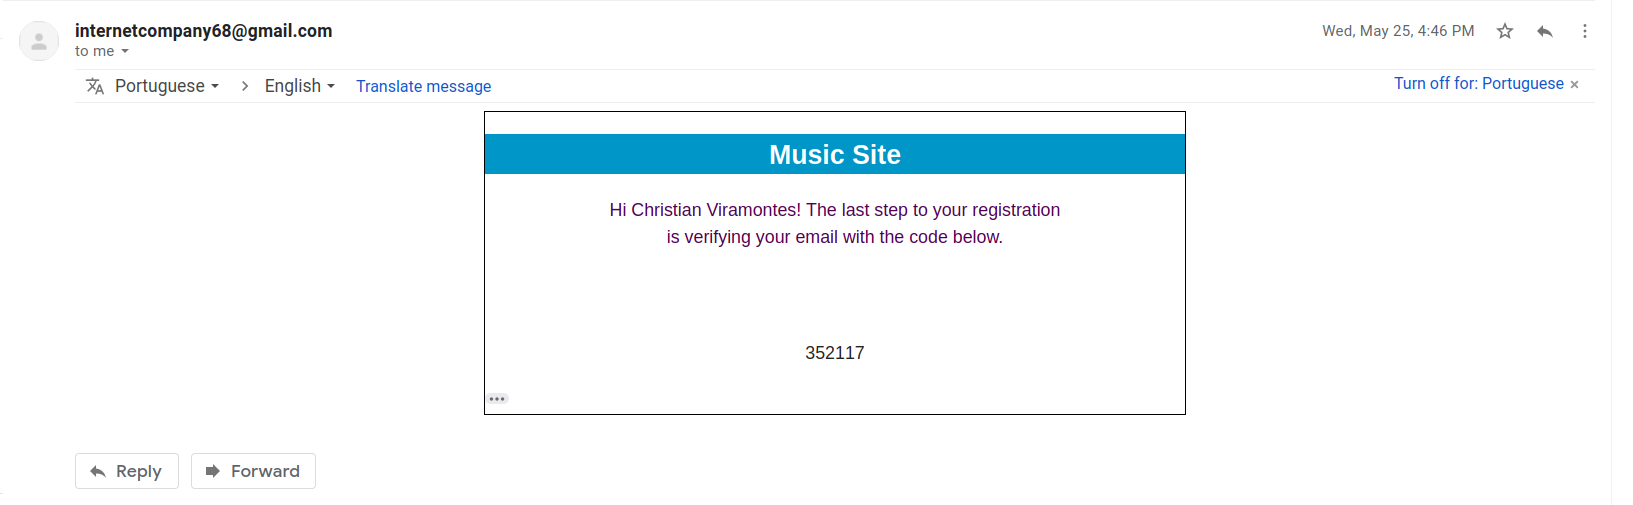 internetcompany68@gmail.com
Wed, May 25, 4:46 PM
to me
Portuguese > English Translate message
Turn off for: Portuguese ×
Music Site
Hi Christian Viramontes! The last step to your registration
is verifying your email with the code below.
352117
Reply
Forward